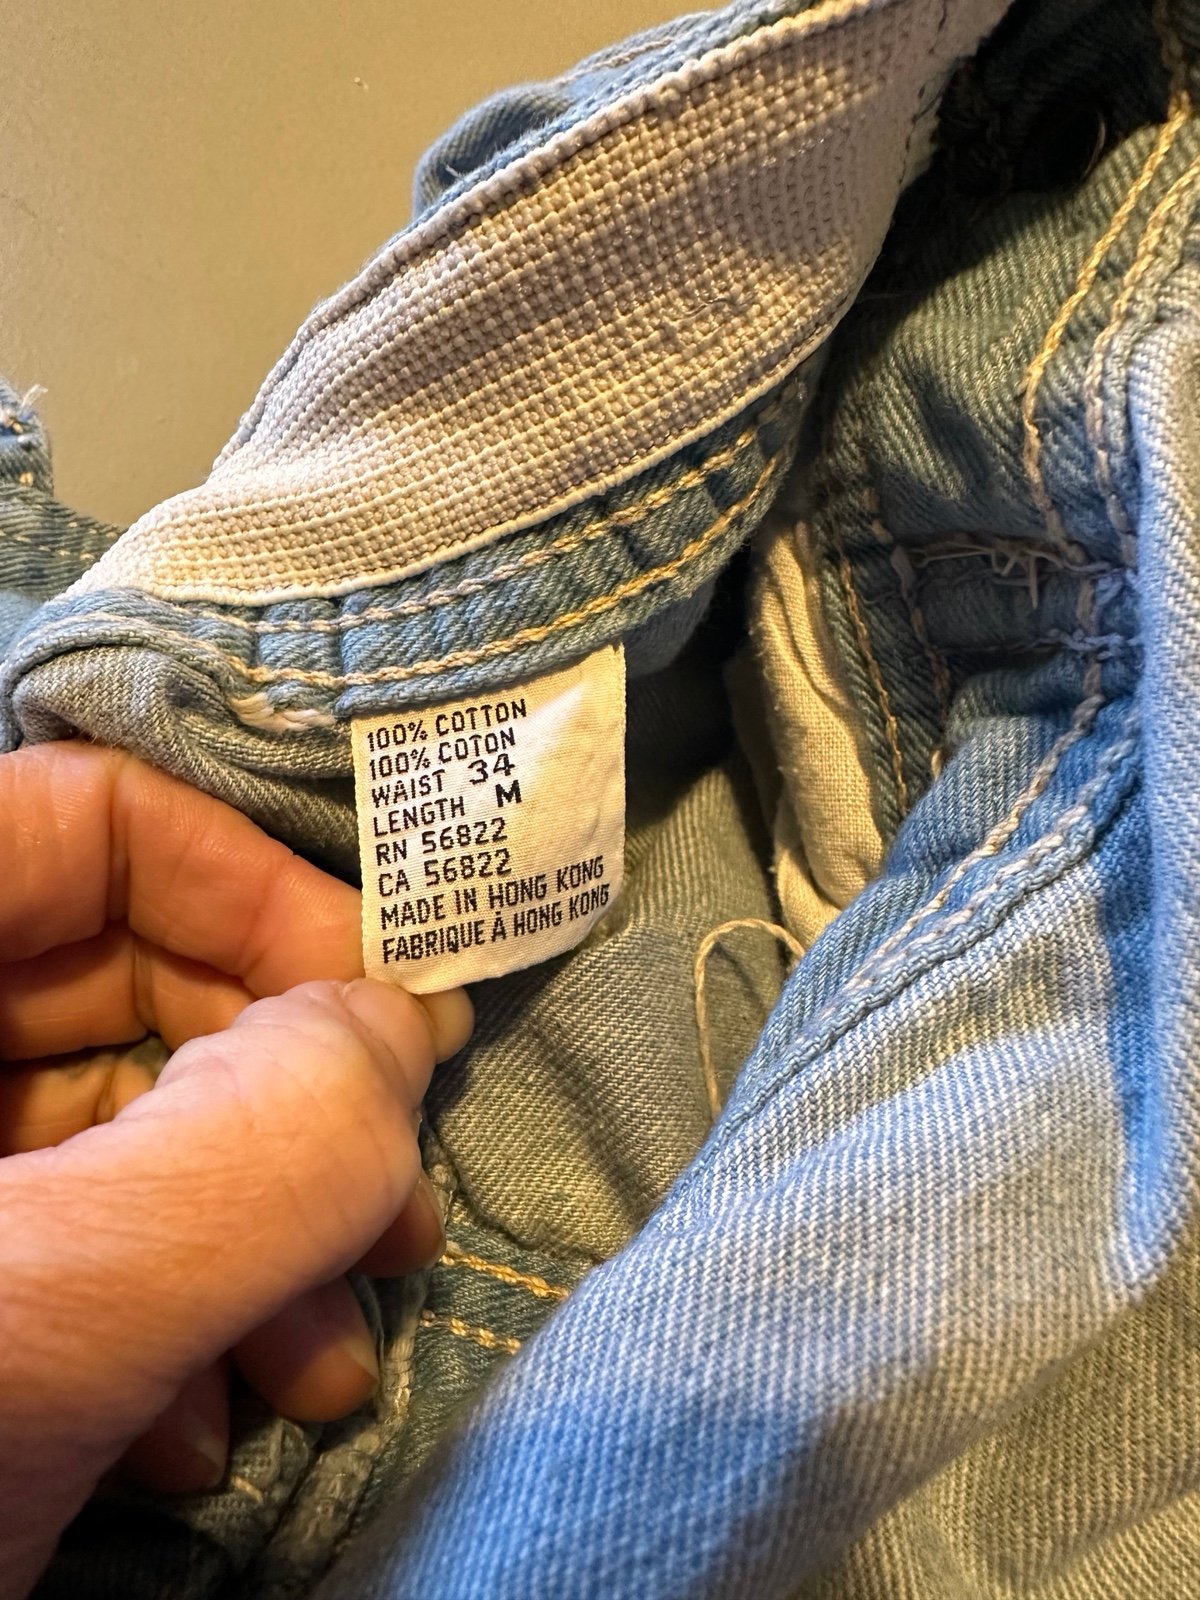 100% COTTON
100% COTON
WAIST 34
LENGTH M
RN 56822
CA 56822
MADE IN HONG KONG
FABRIQUE À HONG KONG